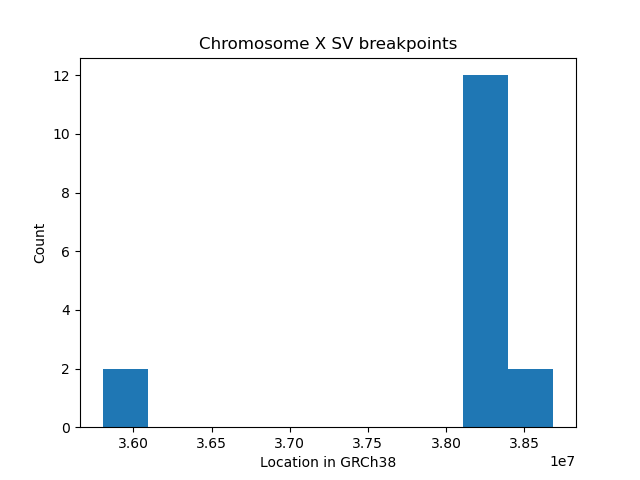 Chromosome X SV breakpoints
12
10
8
6
4
2
0
Count
3.60 3.65 3.70 3.75 3.80 3.85
1e7
Location in GRCh38